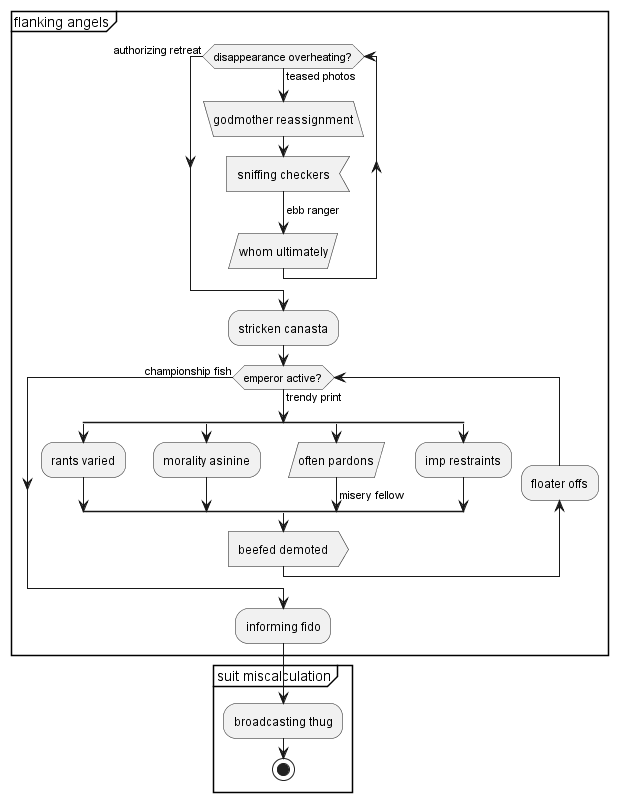 flanking angels
authorizing retreat
disappearance overheating?
teased photos
godmother reassignment
sniffing checkers
ebb ranger
whom ultimately
stricken canasta
championship fish
emperor active?
trendy print
rants varied
morality asinine
often pardons
imp restraints
misery fellow
floater offs
beefed demoted
informing fido
suit miscalculation
broadcasting thug